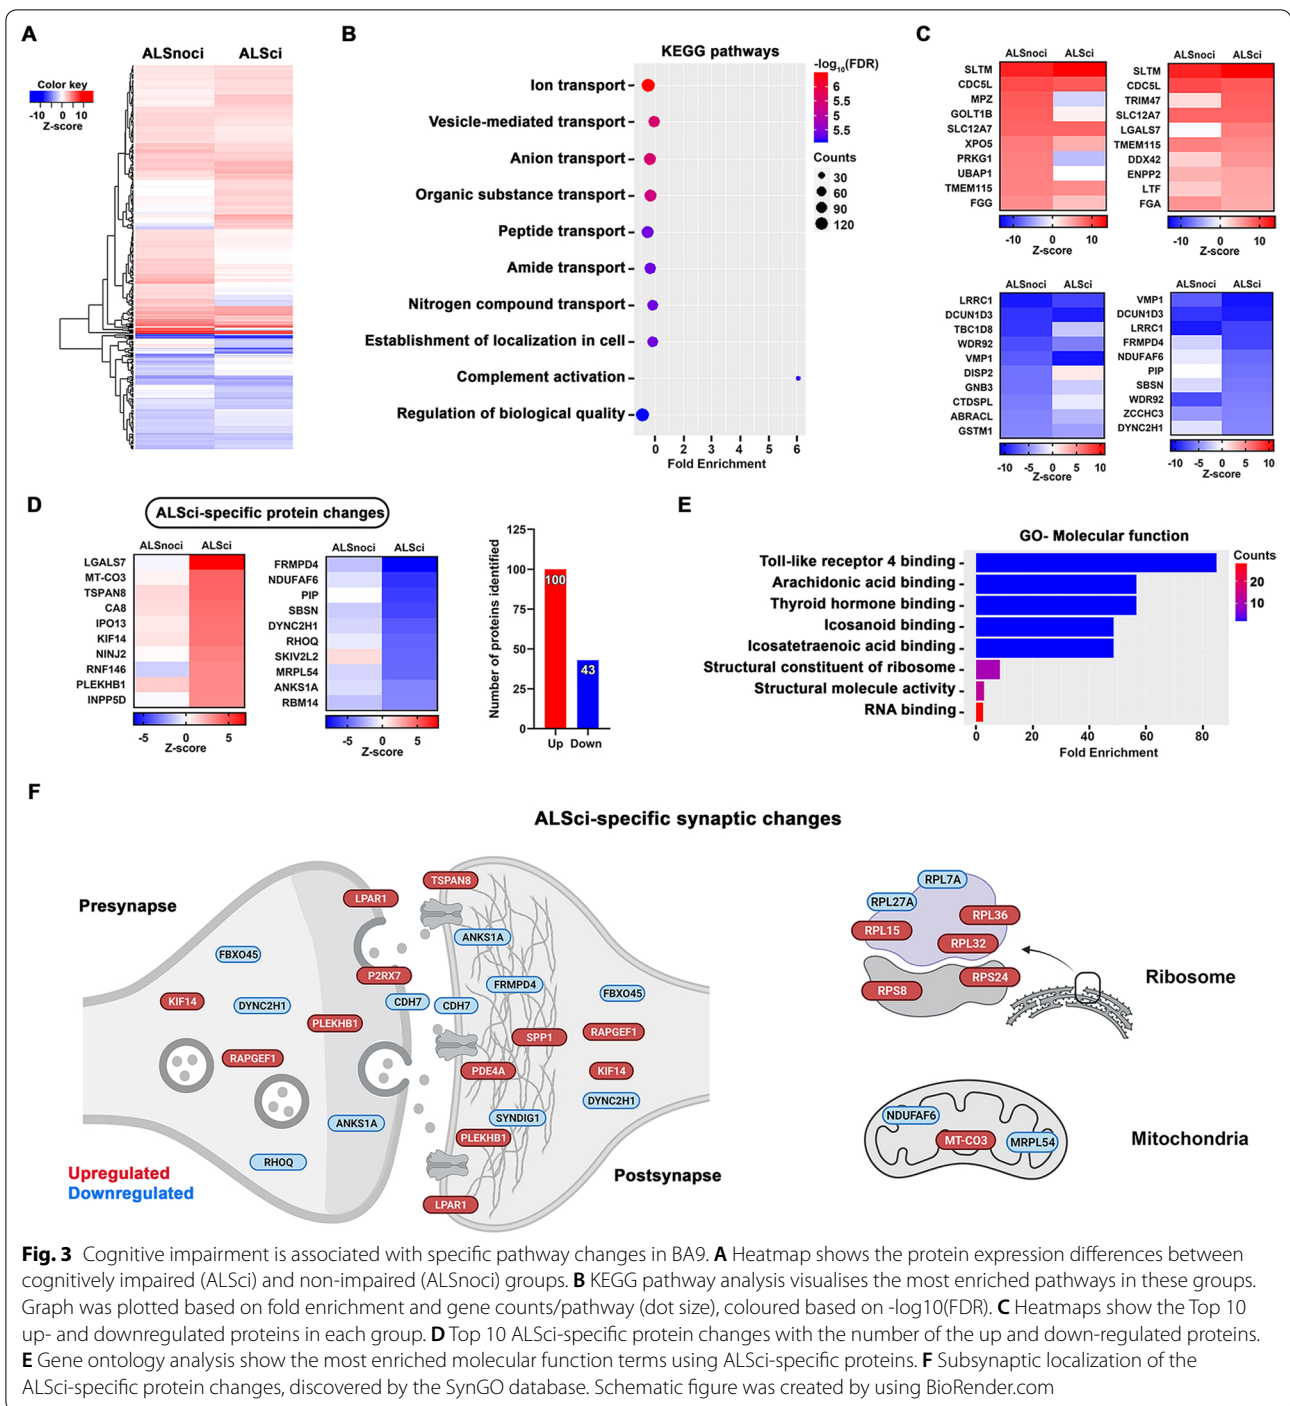 A
ALSnoci
ALSci
Color key
-10 0 10
Z-score
B
KEGG pathways
Ion transport
Vesicle-mediated transport
Anion transport
Organic substance transport
Peptide transport
Amide transport
Nitrogen compound transport
Establishment of localization in cell
Complement activation
Regulation of biological quality
0 2 4 5 6
0 2 2 4 5 6
Fold Enrichment
-log10(FDR)
6
5.5
6
5.5
Counts
30
60
90
120
C
ALSnoci ALSci
SLTM
CDC5L
MPZ
GOLT1B
SLC12A7
XPO5
PRKG1
UBAP1
TMEM115
FGG
-10 0 10
Z-score
ALSnoci ALSci
SLTM
CDC5L
TRIM47
SLC12A7
LGALS7
TMEM115
DDX42
ENPP2
LTF
FGA
-10 0 10
Z-score
ALSnoci ALSci
LRRC1
DCUN1D3
TBC1D8
WDR92
VMP1
DISP2
GNB3
CTDSPL
ABRACL
GSTM1
-10 -5 0 5 10
Z-score
ALSnoci ALSci
VMP1
DCUN1D3
LRRC1
FRMPD4
NDUFAF6
PIP
SBSN
WDR92
ZCCHC3
DYNC2H1
-10 -5 0 5 10
Z-score
D
ALSci-specific protein changes
ALSnoci ALSci
LGALS7
MT-CO3
TSPAN8
CA8
IPO13
KIF14
NINJ2
RNF146
PLEKHB1
INPP5D
-5 0 5
Z-score
ALSnoci ALSci
FRMPD4
NDUFAF6
PIP
SBSN
DYNC2H1
RHOQ
SKIV2L2
MRPL54
ANKS1A
RBM14
-5 0 5
Z-score
Number of proteins identified
125
100
75
50
25
0
100
43
Up Down
E
GO- Molecular function
Toll-like receptor 4 binding
Arachidonic acid binding
Thyroid hormone binding
Icosanoid binding
Icosatetraenoic acid binding
Structural constituent of ribosome
Structural molecule activity
RNA binding
0 20 40 60 80
Fold Enrichment
Counts
20
10
F
ALSci-specific synaptic changes
Presynapse
LPAR1
FBXO45
P2RX7
KIF14
DYNC2H1
CDH7
PLEKHB1
RAPGEF1
ANKS1A
RHOQ
Upregulated
Downregulated
TSPAN8
ANKS1A
FRMPD4
FBXO45
CDH7
SPP1
RAPGEF1
PDE4A
KIF14
DYNC2H1
SYNDIG1
PLEKHB1
Postsynapse
LPAR1
RPL7A
RPL27A
RPL36
RPL15
RPL32
RPS24
RPS8
Ribosome
NDUFAF6
MT-CO3
MRPL54
Mitochondria
Fig. 3 Cognitive impairment is associated with specific pathway changes in BA9. A Heatmap shows the protein expression differences between
cognitively impaired (ALSci) and non-impaired (ALSnoci) groups. B KEGG pathway analysis visualises the most enriched pathways in these groups.
Graph was plotted based on fold enrichment and gene counts/pathway (dot size), coloured based on -log10(FDR). C Heatmaps show the Top 10
up- and downregulated proteins in each group. D Top 10 ALSci-specific protein changes with the number of the up and down-regulated proteins.
E Gene ontology analysis show the most enriched molecular function terms using ALSci-specific proteins. F Subsynaptic localization of the
ALSci-specific protein changes, discovered by the SynGO database. Schematic figure was created by using BioRender.com